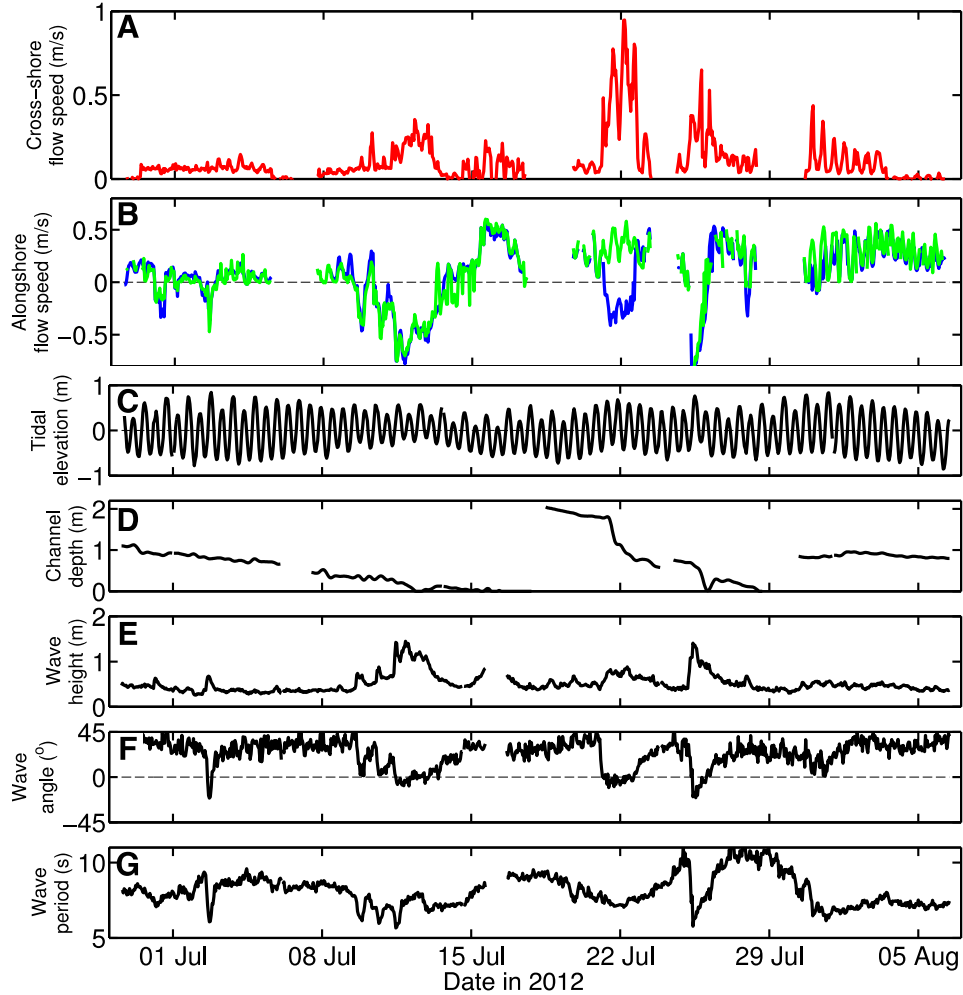 A
Cross−shore
flow speed (m/s)
1
0.5
0
B
Alongshore
flow speed (m/s)
0.5
0
−0.5
C
Tidal
elevation (m)
1
0
−1
D
Channel
depth (m)
2
1
0
E
Wave
height (m)
2
1
0
F
Wave
angle (o)
45
0
−45
G
Wave
period (s)
10
5
01 Jul 08 Jul 15 Jul 22 Jul 29 Jul 05 Aug
Date in 2012